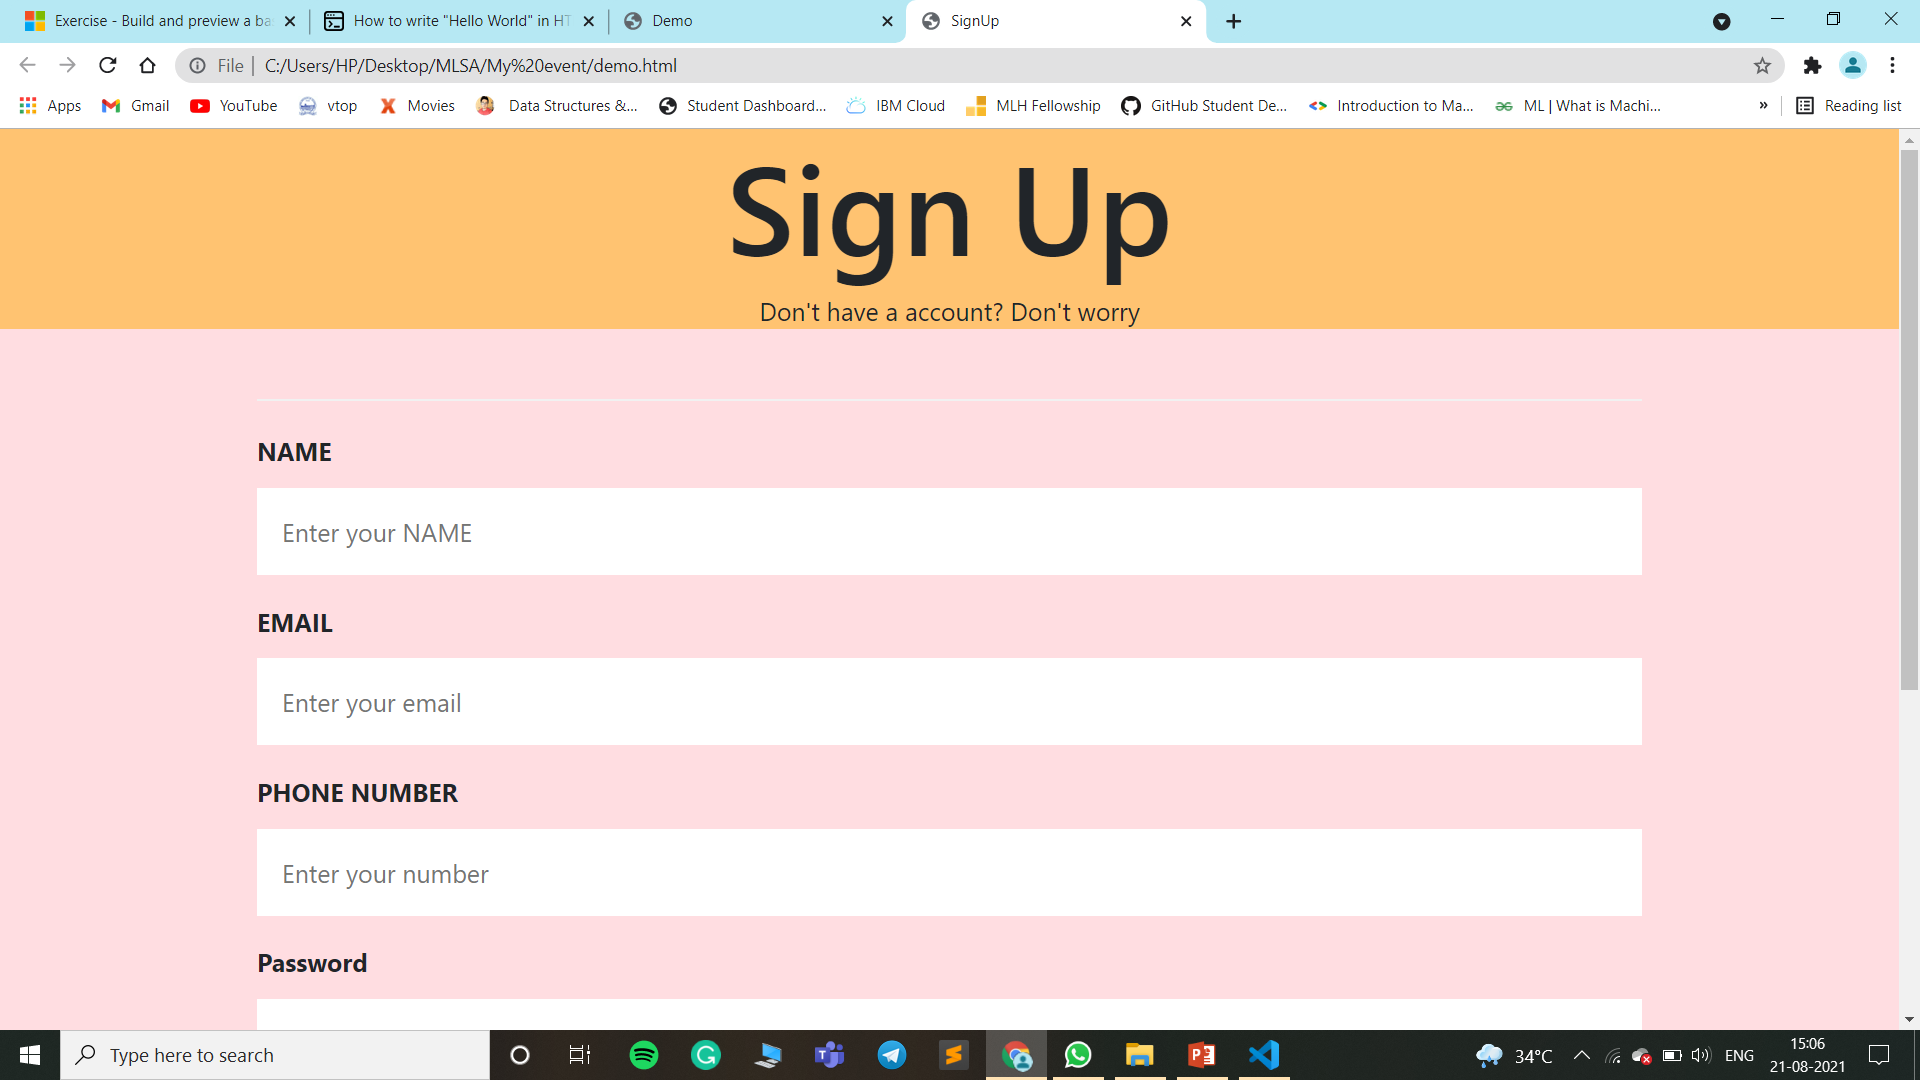 Exercise - Build and preview a ba
How to write "Hello World" in HT
Demo
SignUp
File
C:/Users/HP/Desktop/MLSA/My%20event/demo.html
Apps
Gmail
YouTube
vtop
Movies
Data Structures &...
Student Dashboard...
IBM Cloud
MLH Fellowship
GitHub Student De...
Introduction to Ma...
ML | What is Machi...
»
Reading list
Sign Up
Don't have a account? Don't worry
NAME
Enter your NAME
EMAIL
Enter your email
PHONE NUMBER
Enter your number
Password
Type here to search
34°C
ENG
15:06
21-08-2021